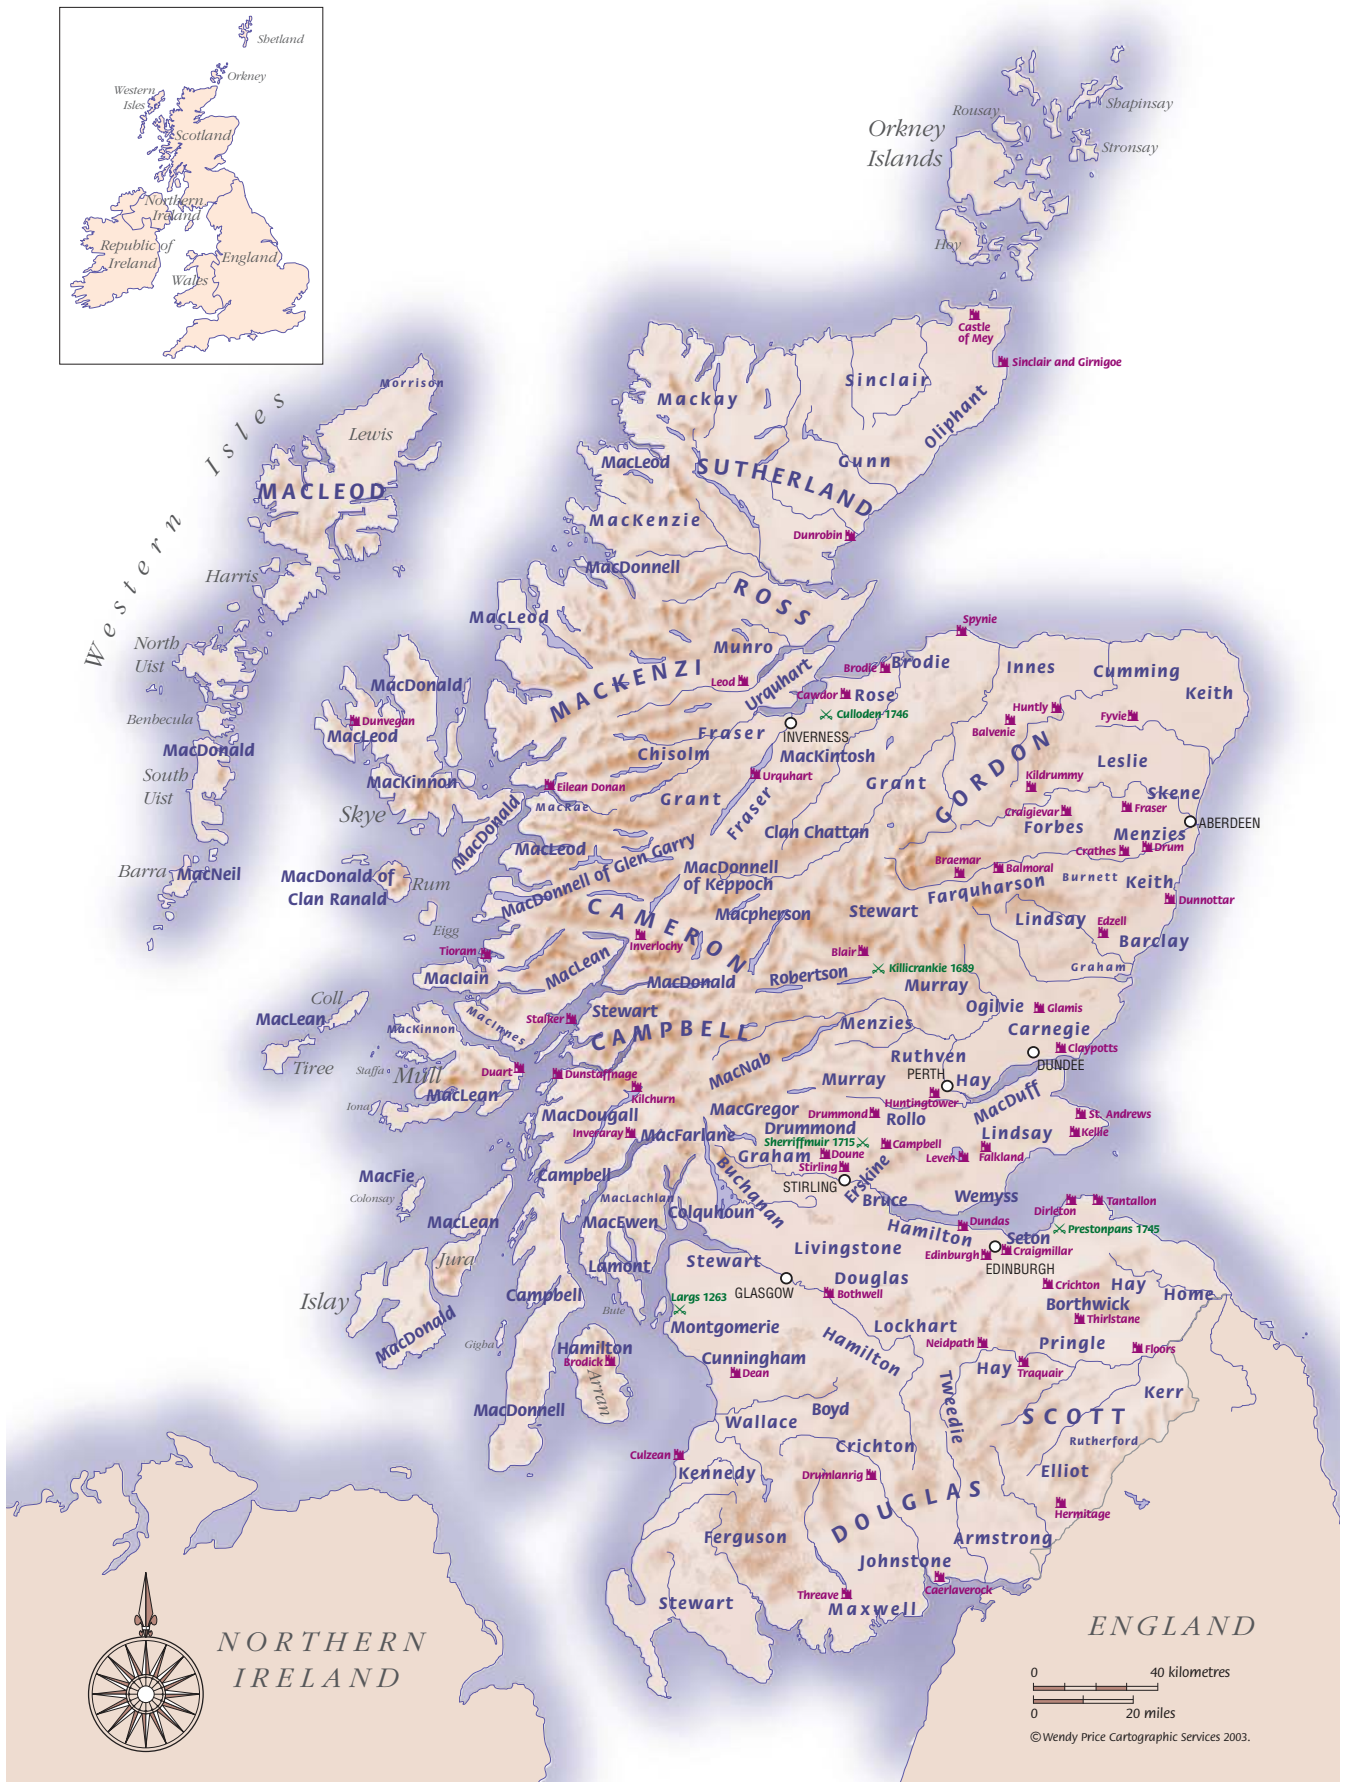 Shetland
Orkney
Western
Isles
Scotland
Northern
Ireland
Republic of
Ireland
England
Wales
Shapinsay
Rousay
Orkney
Islands
Stronsay
Hoy
Castle
of Mey
Sinclair and Girnigoe
Western Isles
Morrison
Lewis
MACLEOD
Harris
North
Uist
Benbecula
MacDonald
South
Uist
Barra
MacNeil
Mackay
Sinclair
Oliphant
Gunn
MacLeod
SUTHERLAND
MacKenzie
Dunrobin
MacDonnell
ROSS
MacLeod
Munro
MACKENZI
Leod
Urquhart
Spynie
Brodie
Brodie
Cawdor
Rose
Culloden 1746
INVERNESS
Innes
Cumming
Keith
Huntly
Balvenie
Fyvie
MacDonald
Dunvegan
MacLeod
MacKinnon
Skye
Fraser
Chisolm
MacKintosh
Urquhart
Eilean Donan
MacRae
Grant
Fraser
Grant
GORDON
Leslie
Kildrummy
Skene
Craigievar
Fraser
Forbes
ABERDEEN
Menzies
Crathes
Drum
MacDonald
MacLeod
Clan Chattan
MacDonnell of Glen Garry
MacDonnell
of Keppoch
Braemar
Balmoral
Farquharson
Burnett
Keith
Dunnottar
MacDonald of
Clan Ranald
Rum
Eigg
CAMERON
Macpherson
Stewart
Lindsay
Edzell
Barclay
Tioram
Inverlochy
Blair
Killicrankie 1689
Graham
MacIain
MacLean
MacDonald
Robertson
Murray
Coll
MacLean
Tiree
MacKinnon
MacInnes
Stalker
Stewart
CAMPBELL
Menzies
Ogilvie
Glamis
Carnegie
Claypotts
DUNDEE
Staffa
Mull
Duart
MacLean
Iona
Dunstaffnage
Kilchurn
MacNab
Ruthven
PERTH
Hay
Murray
Huntingtower
MacDuff
MacDougall
MacGregor
Drummond
Rollo
St. Andrews
Inveraray
MacFarlane
Drummond
Sherriffmuir 1715
Campbell
Lindsay
Kellie
Graham
Doune
Leven
Falkland
Stirling
STIRLING
Erskine
MacFie
Colonsay
Campbell
MacLachlan
Buchanan
Bruce
Wemyss
Dirleton
Tantallon
MacLean
MacEwen
Colquhoun
Hamilton
Dundas
Prestonpans 1745
Seton
Jura
Lamont
Stewart
Livingstone
Edinburgh
Craigmillar
EDINBURGH
Islay
Campbell
Bute
Largs 1263
GLASGOW
Douglas
Bothwell
Crichton
Hay
Home
Borthwick
Thirlstane
MacDonald
Gigha
Montgomerie
Lockhart
Hamilton
Brodick
Arran
Hamilton
Neidpath
Pringle
Floors
Cunningham
Dean
Hay
Traquair
Kerr
MacDonnell
Boyd
Wallace
Tweedie
SCOTT
Rutherford
Culzean
Crichton
Kennedy
Drumlanrig
Elliot
DOUGLAS
Hermitage
Ferguson
Armstrong
Johnstone
Caerlaverock
Threave
Stewart
Maxwell
NORTHERN
IRELAND
ENGLAND
0 40 kilometres
0 20 miles
©Wendy Price Cartographic Services 2003.